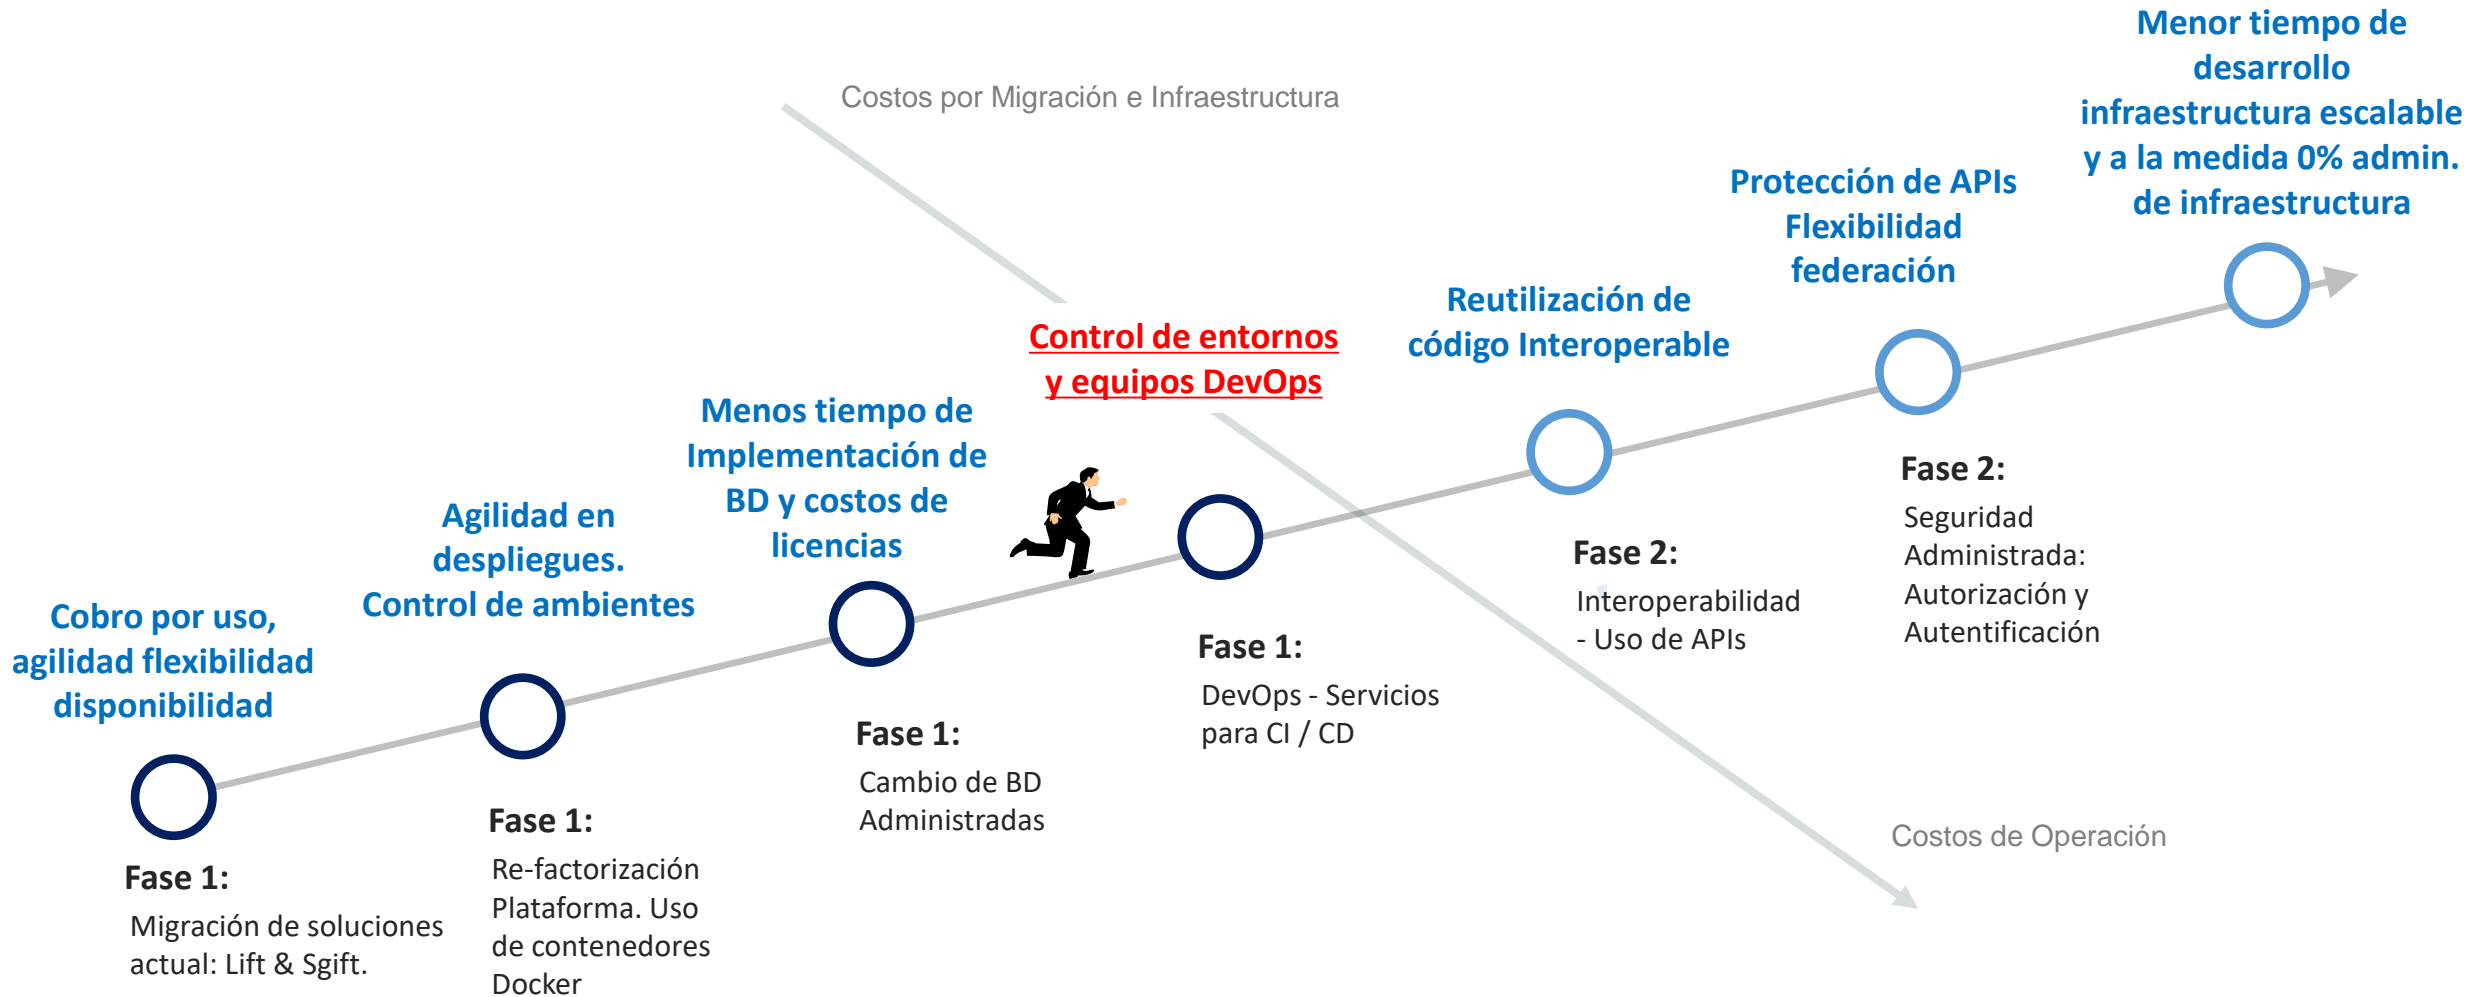 Costos por Migración e Infraestructura
Menor tiempo de
desarrollo
infraestructura escalable
y a la medida 0% admin.
de infraestructura
Protección de APIs
Flexibilidad
federación
Reutilización de
código Interoperable
Control de entornos
y equipos DevOps
Menos tiempo de
Implementación de
BD y costos de
licencias
Agilidad en
despliegues.
Control de ambientes
Cobro por uso,
agilidad flexibilidad
disponibilidad
Fase 1:
Migración de soluciones
actual: Lift & Sgift.
Fase 1:
Re-factorización
Plataforma. Uso
de contenedores
Docker
Fase 1:
Cambio de BD
Administradas
Fase 1:
DevOps - Servicios
para CI / CD
Fase 2:
Interoperabilidad
- Uso de APIs
Fase 2:
Seguridad
Administrada:
Autorización y
Autentificación
Costos de Operación